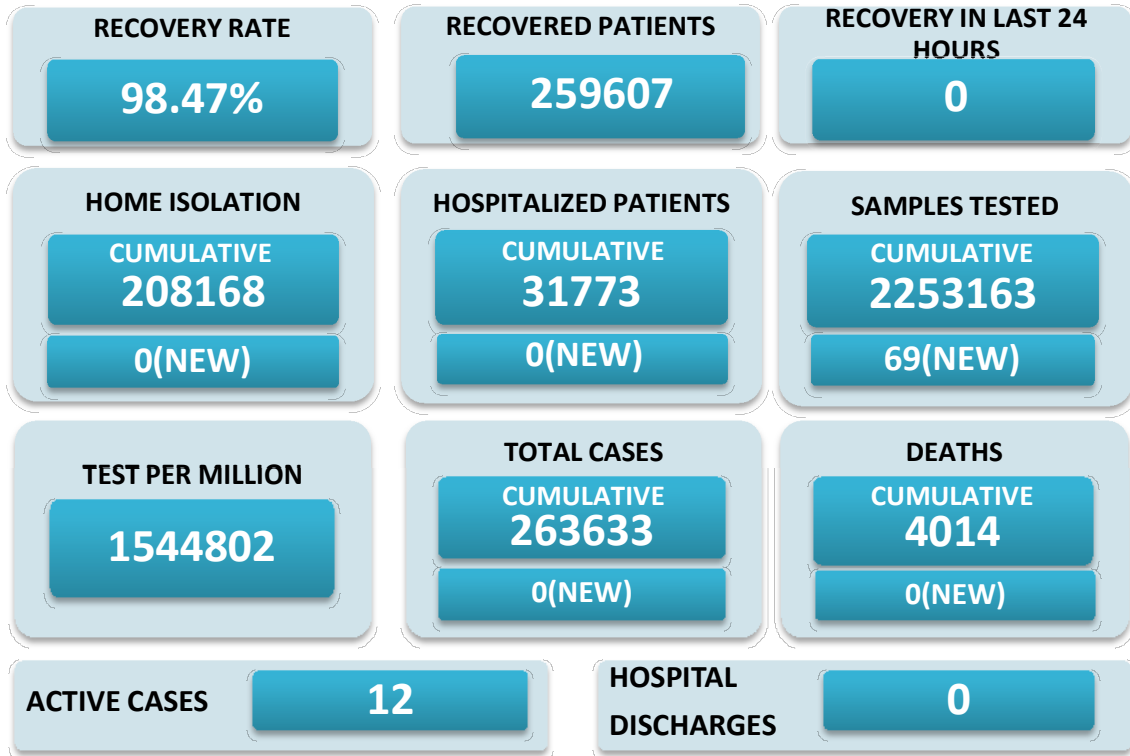 RECOVERY RATE
98.47%
RECOVERED PATIENTS
259607
RECOVERY IN LAST 24
HOURS
0
HOME ISOLATION
CUMULATIVE
208168
0(NEW)
HOSPITALIZED PATIENTS
CUMULATIVE
31773
0(NEW)
SAMPLES TESTED
CUMULATIVE
2253163
69(NEW)
TEST PER MILLION
1544802
TOTAL CASES
CUMULATIVE
263633
0(NEW)
DEATHS
CUMULATIVE
4014
0(NEW)
ACTIVE CASES
12
HOSPITAL
DISCHARGES
0